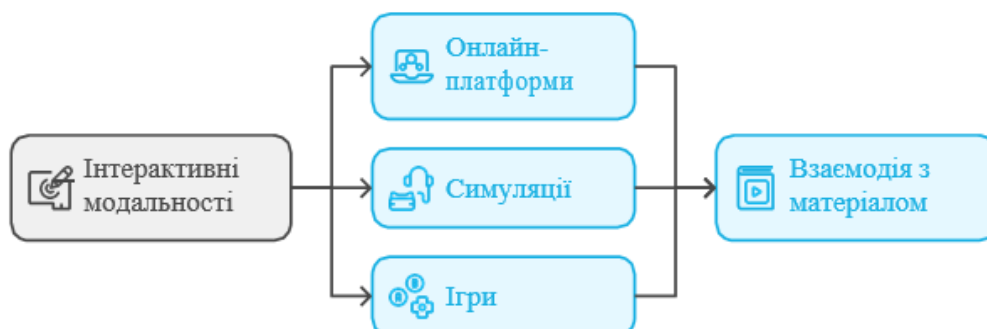 Онлайн-
платформи
Інтерактивні
модальності
Симуляції
Взаємодія з
матеріалом
Ігри